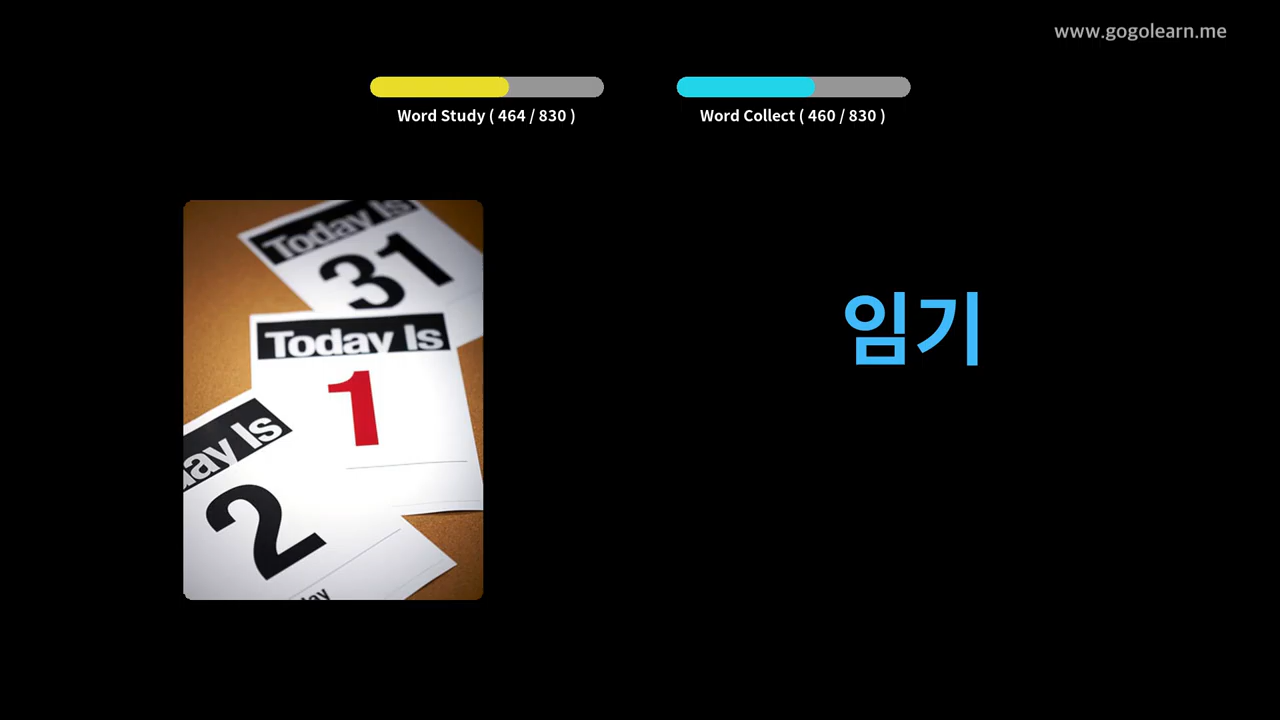 www.gogolearn.me
Word Study ( 464 / 830 )
Word Collect ( 460 / 830 )
Today Is
31
Today Is
1
ay Is
2
ay
임기